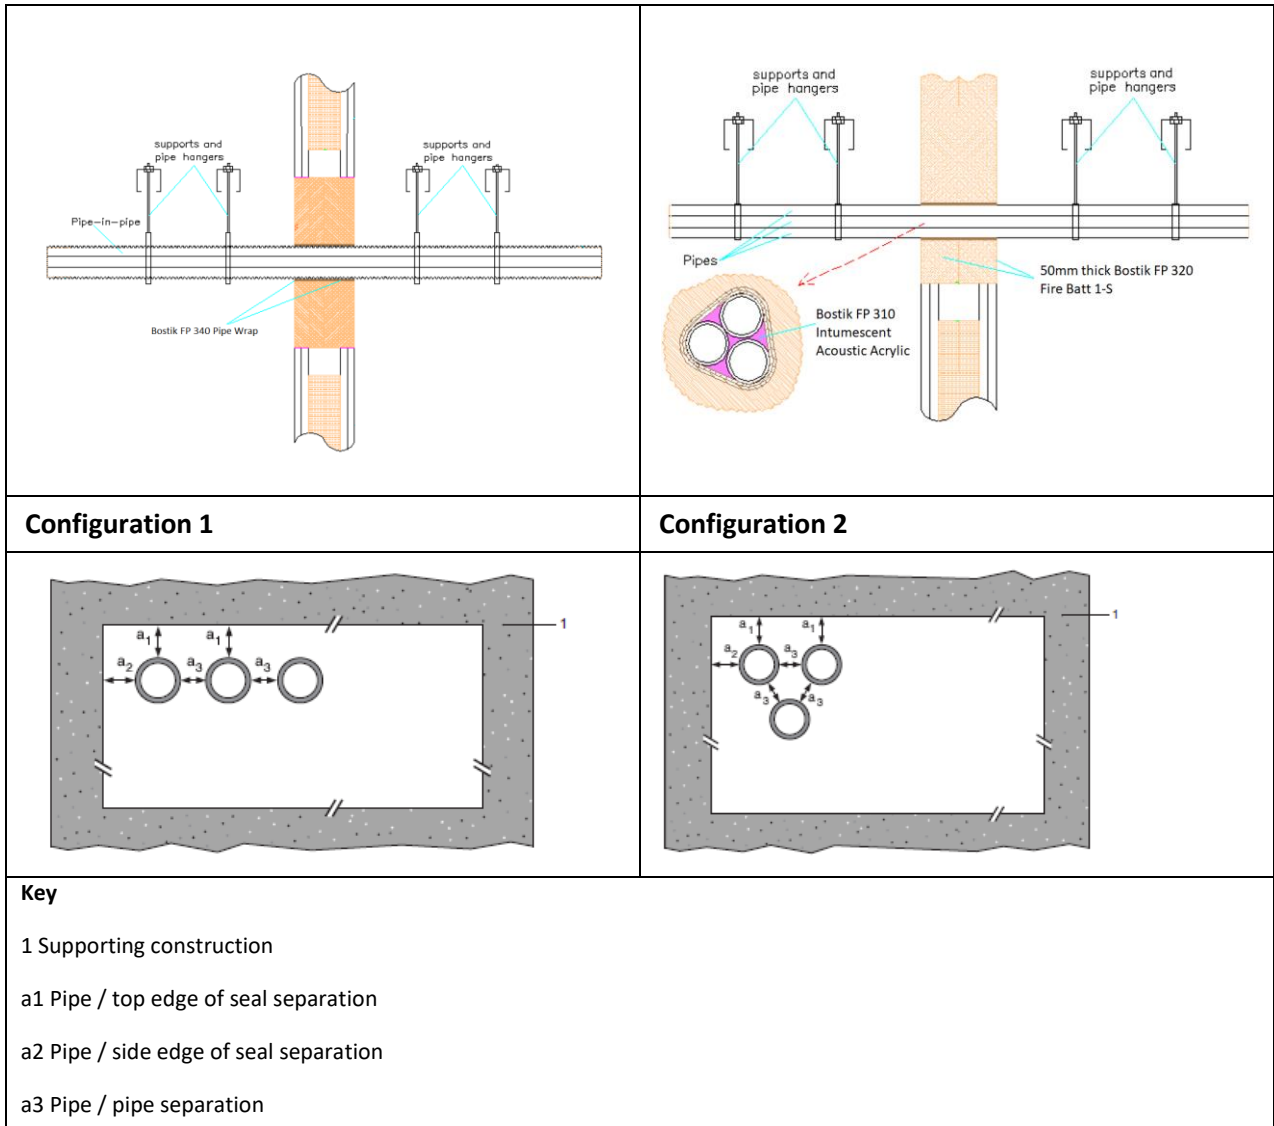 supports and
pipe hangers
supports and
pipe hangers
Pipe-in-pipe
Bostik FP 340 Pipe Wrap
supports and
pipe hangers
supports and
pipe hangers
Pipes
50mm thick Bostik FP 320
Fire Batt 1-S
Bostik FP 310
Intumescent
Acoustic Acrylic
Configuration 1
Configuration 2
a1 a1
a2 a3 a3
1
a1 a1
a2 a3
a3 a3
1
Key
1 Supporting construction
a1 Pipe / top edge of seal separation
a2 Pipe / side edge of seal separation
a3 Pipe / pipe separation